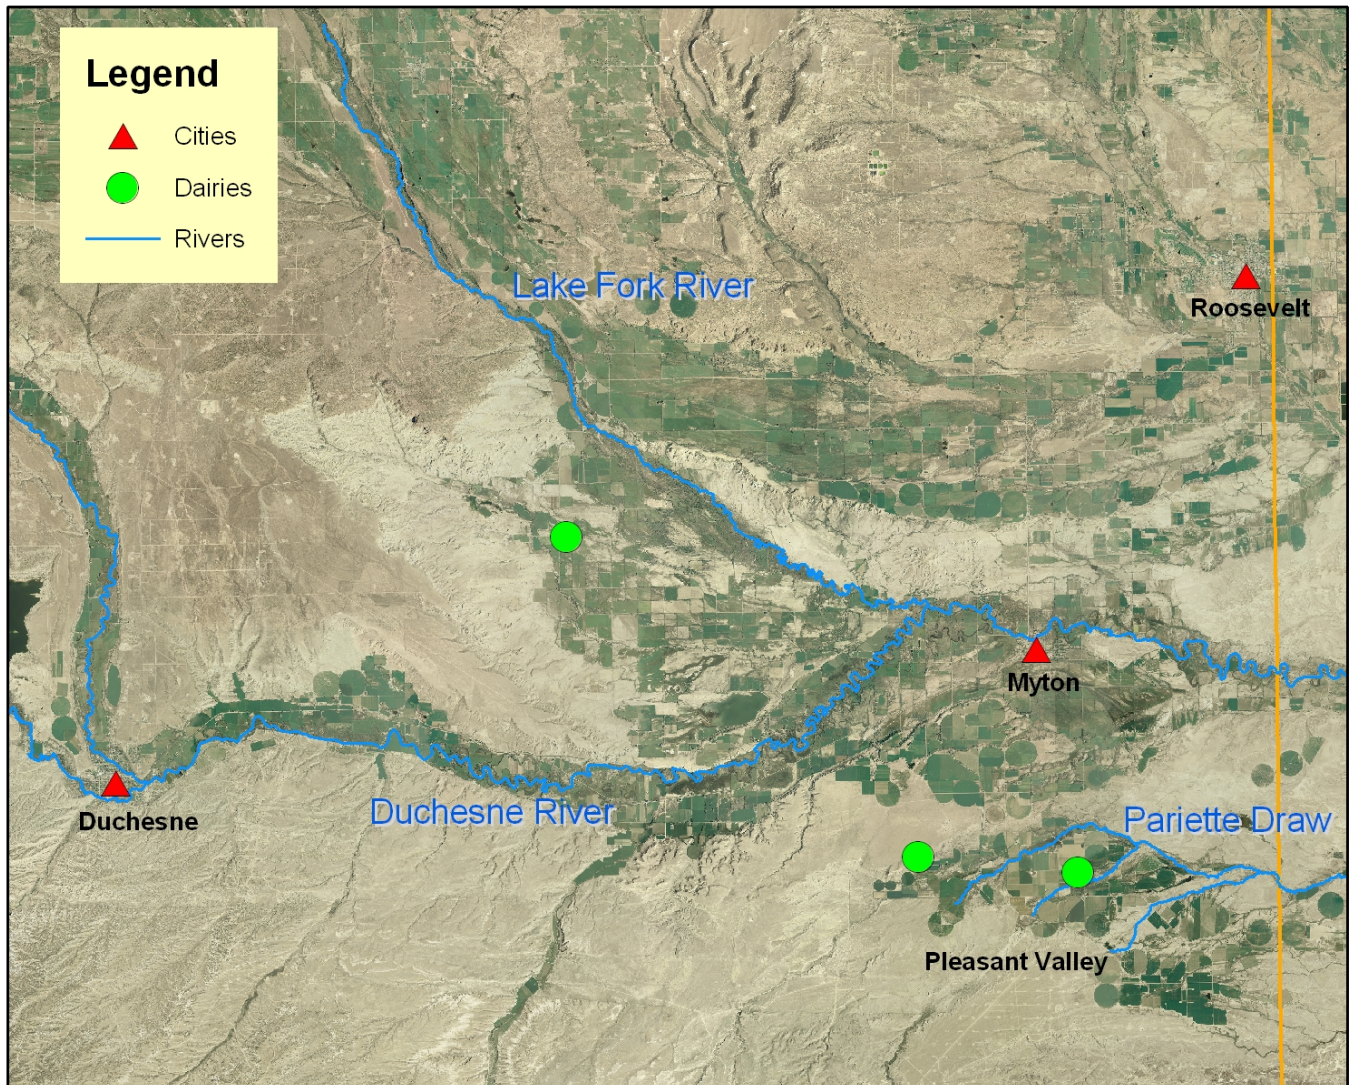 Legend
Cities
Dairies
Rivers
Lake Fork River
Roosevelt
Myton
Duchesne River
Duchesne
Pariette Draw
Pleasant Valley